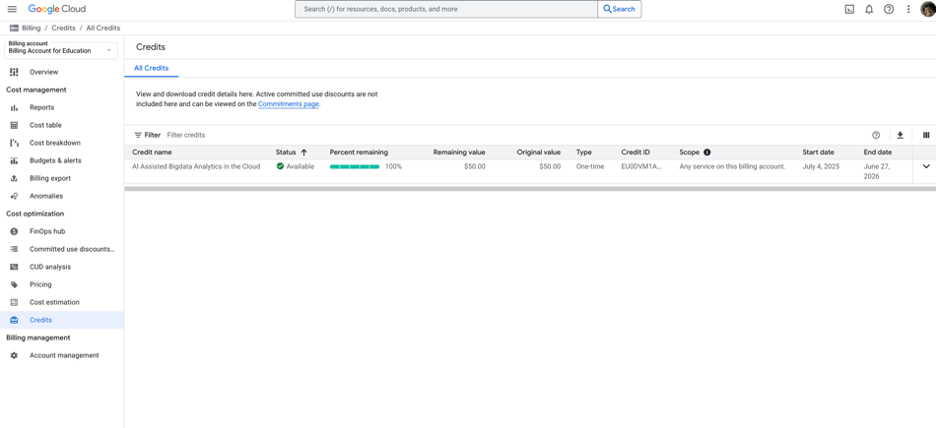 Google Cloud
Search (/) for resources, docs, products, and more
Search
Billing / Credits / All Credits
Billing account
Billing Account for Education
Overview
Cost management
Reports
Cost table
Cost breakdown
Budgets & alerts
Billing export
Anomalies
Cost optimization
FinOps hub
Committed use discounts...
CUD analysis
Pricing
Cost estimation
Credits
Billing management
Account management
Credits
All Credits
View and download credit details here. Active committed use discounts are not
included here and can be viewed on the Commitments page.
Filter Filter credits
Credit name Status Percent remaining Remaining value Original value Type Credit ID Scope Start date End date
AI Assisted Bigdata Analytics in the Cloud Available 100% $50.00 $50.00 One-time EU0DVM1A... Any service on this billing account. July 4, 2025 June 27,
2026